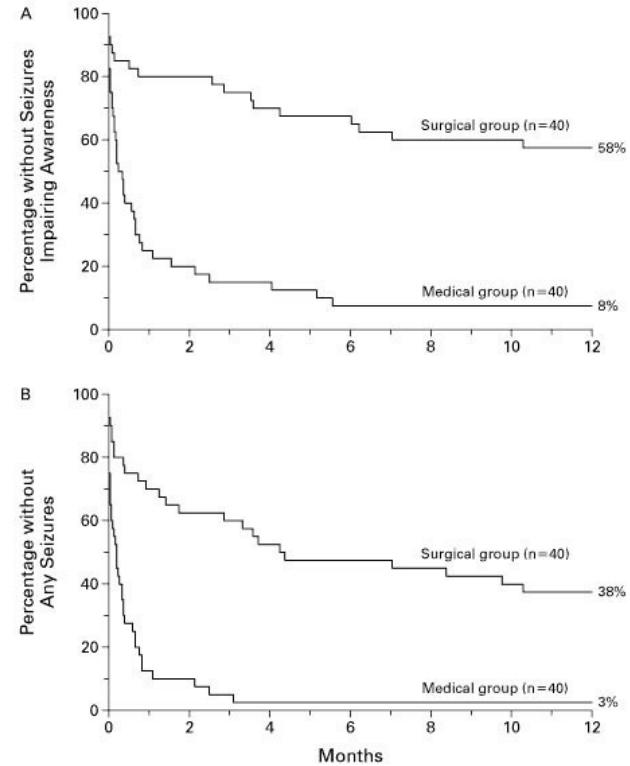 A
100
80
60
40
20
0
Percentage without Seizures
Impairing Awareness
Surgical group (n=40)
58%
Medical group (n=40)
8%
0 2 4 6 8 10 12
B
100
80
60
40
20
0
Percentage without
Any Seizures
Surgical group (n=40)
38%
Medical group (n=40)
3%
0 2 4 6 8 10 12
Months